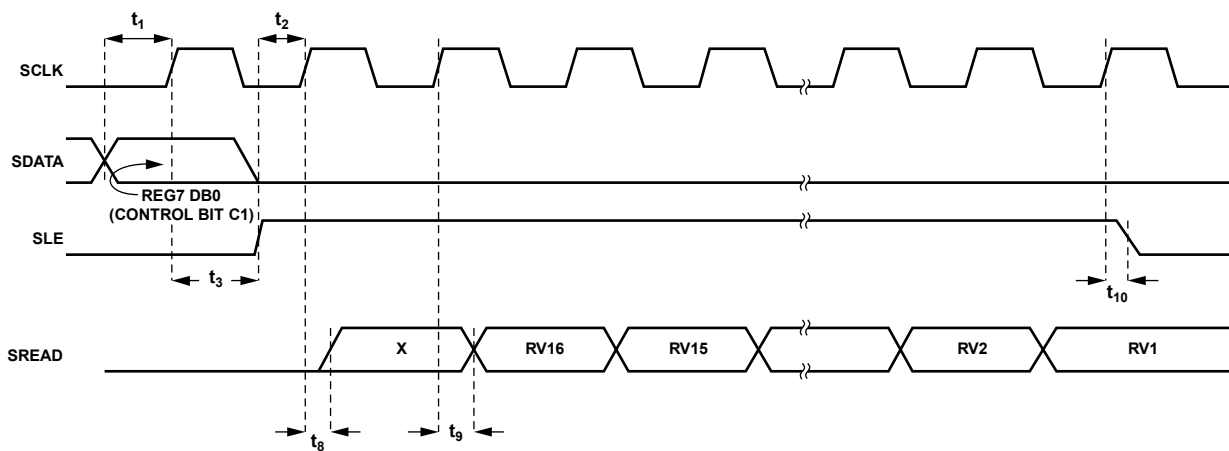 t1
t2
SCLK
SDATA
REG7 DB0
(CONTROL BIT C1)
SLE
t3
t10
SREAD
X
RV16
RV15
RV2
RV1
t8
t9